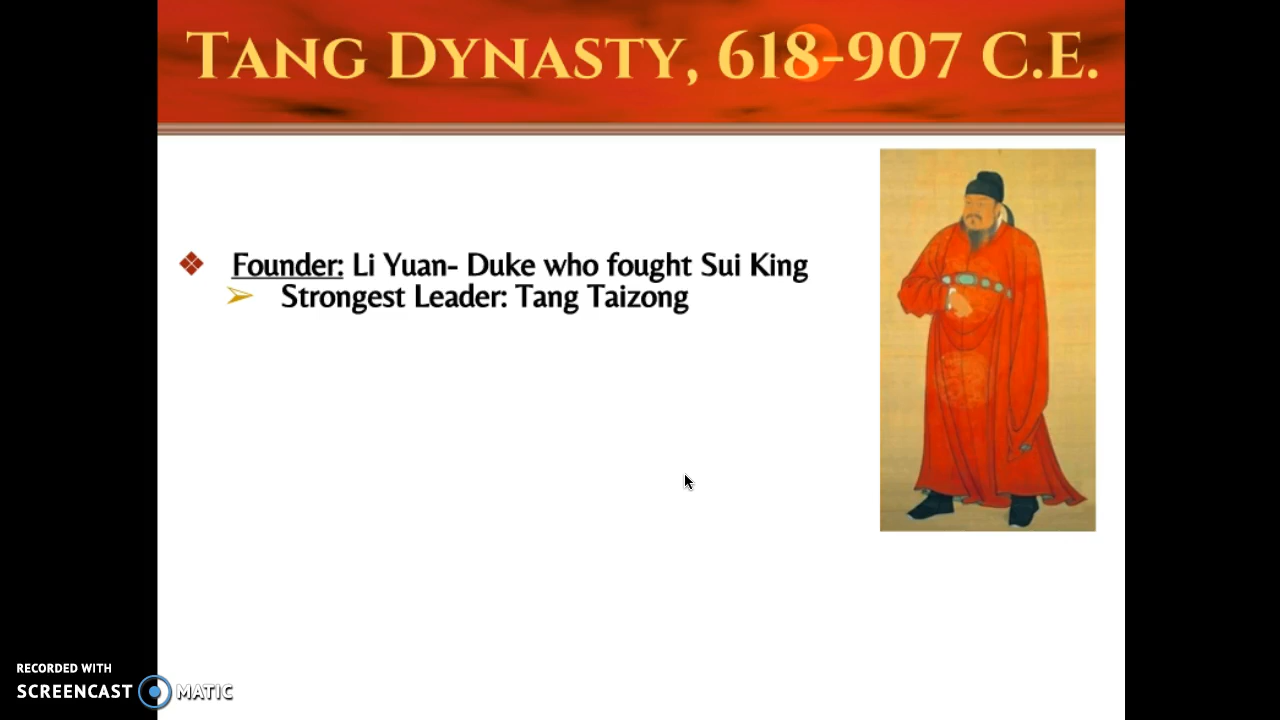 TANG DYNASTY, 618-907 C.E.
Founder: Li Yuan- Duke who fought Sui King
Strongest Leader: Tang Taizong
RECORDED WITH
SCREENCAST MATIC